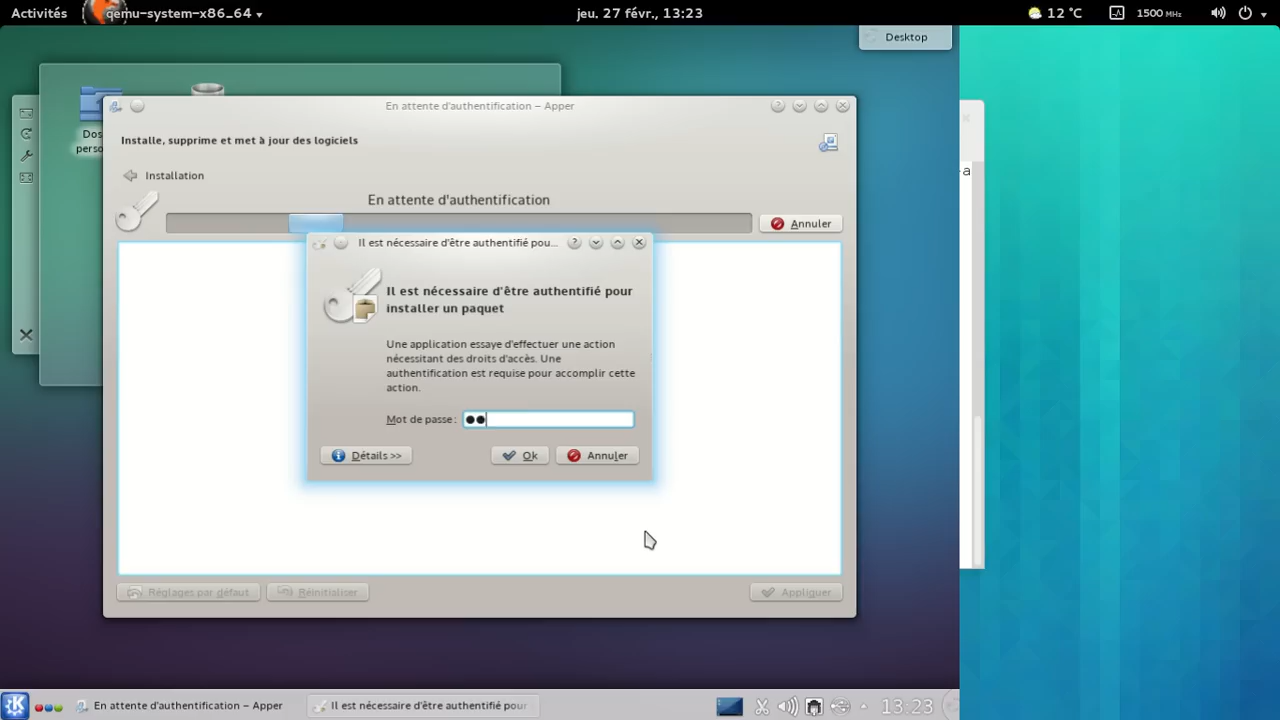 Activités
qemu-system-x86_64
jeu. 27 févr., 13:23
12 °C
1500 MHz
Desktop
En attente d'authentification – Apper
Installe, supprime et met à jour des logiciels
Installation
En attente d'authentification
Annuler
Il est nécessaire d'être authentifié pou...
Il est nécessaire d'être authentifié pour
installer un paquet
Une application essaye d'effectuer une action
nécessitant des droits d'accès. Une
authentification est requise pour accomplir cette
action.
Mot de passe :
Détails >>
Ok
Annuler
Réglages par défaut
Réinitialiser
Appliquer
En attente d'authentification – Apper
Il est nécessaire d'être authentifié pour
13:23